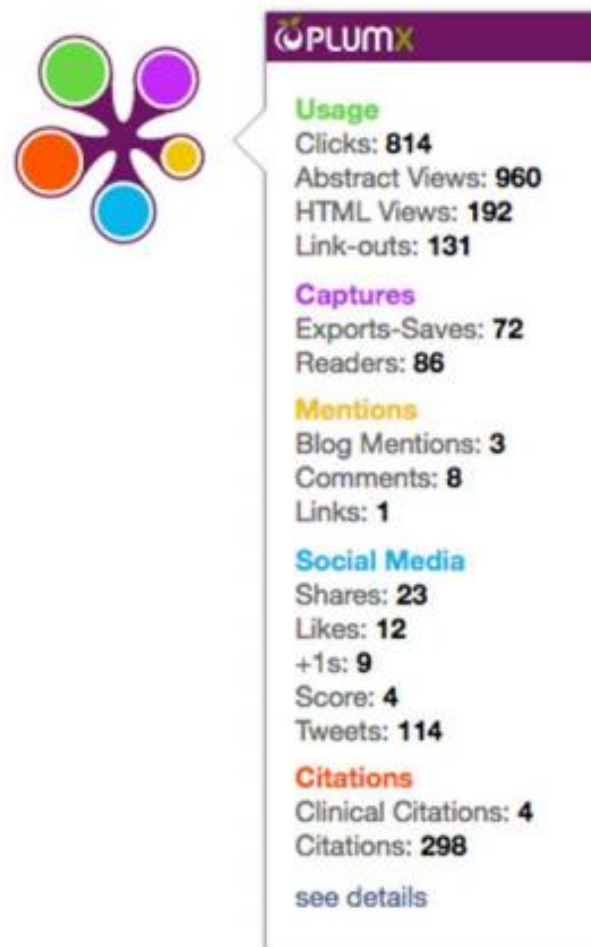 PLUMX
Usage
Clicks: 814
Abstract Views: 960
HTML Views: 192
Link-outs: 131
Captures
Exports-Saves: 72
Readers: 86
Mentions
Blog Mentions: 3
Comments: 8
Links: 1
Social Media
Shares: 23
Likes: 12
+1s: 9
Score: 4
Tweets: 114
Citations
Clinical Citations: 4
Citations: 298
see details